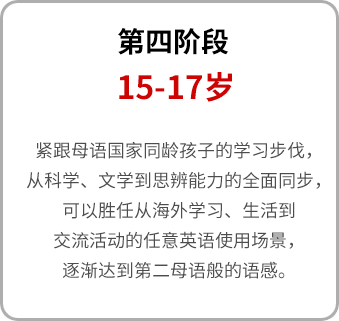 第四阶段
15-17岁
紧跟母语国家同龄孩子的学习步伐，
从科学、文学到思辨能力的全面同步，
可以胜任从海外学习、生活到
交流活动的任意英语使用场景，
逐渐达到第二母语般的语感。